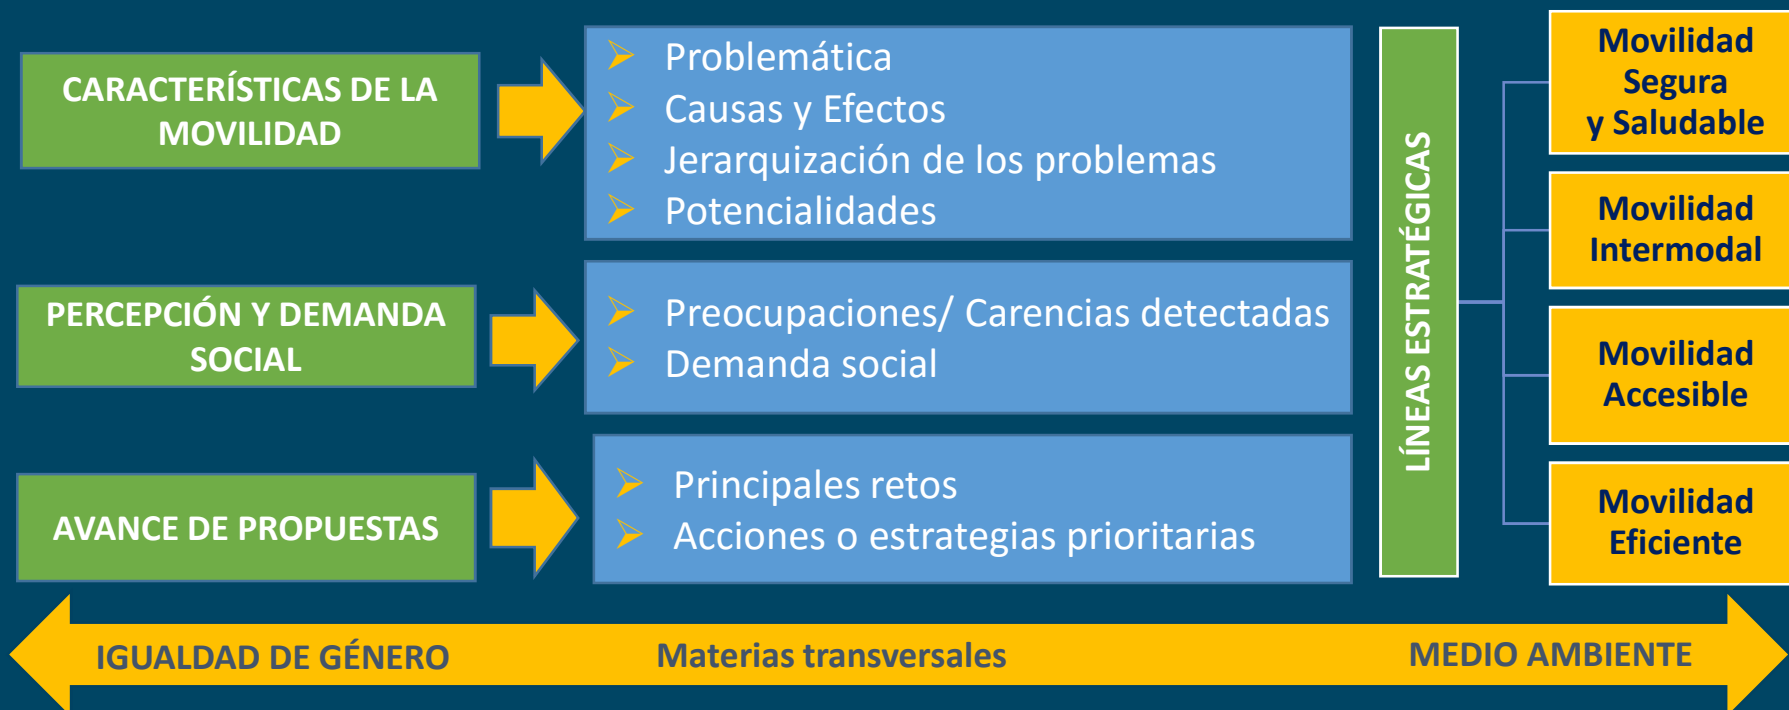 CARACTERÍSTICAS DE LA
MOVILIDAD
Problemática
Causas y Efectos
Jerarquización de los problemas
Potencialidades
PERCEPCIÓN Y DEMANDA
SOCIAL
Preocupaciones/ Carencias detectadas
Demanda social
AVANCE DE PROPUESTAS
Principales retos
Acciones o estrategias prioritarias
LÍNEAS ESTRATÉGICAS
Movilidad
Segura
y Saludable
Movilidad
Intermodal
Movilidad
Accesible
Movilidad
Eficiente
IGUALDAD DE GÉNERO
Materias transversales
MEDIO AMBIENTE